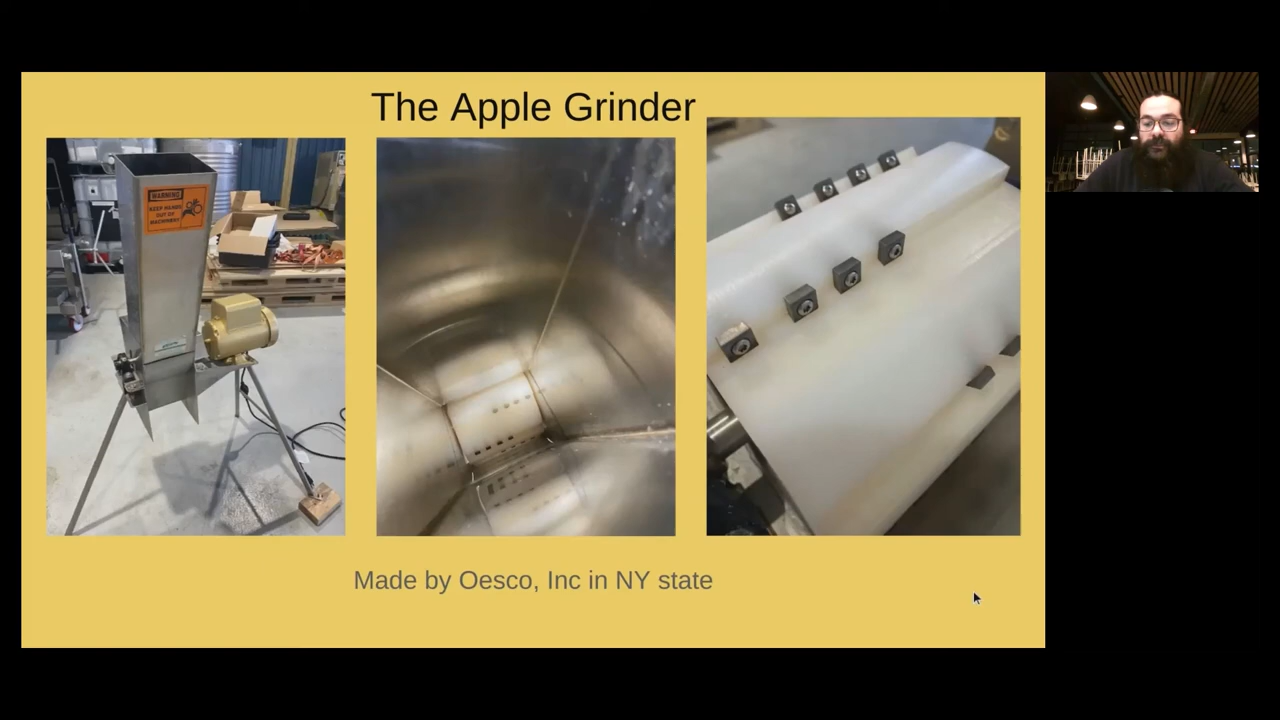 The Apple Grinder
WARNING
KEEP HANDS
OUT OF
MACHINERY
Made by Oesco, Inc in NY state